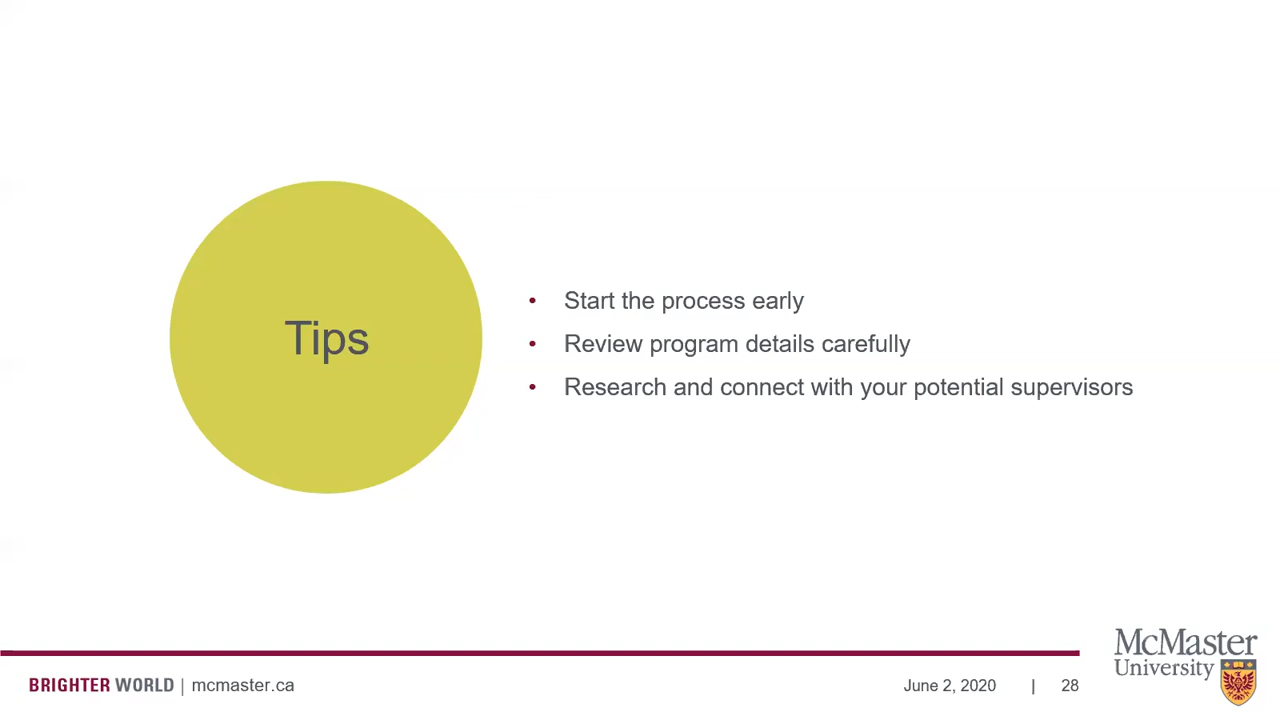 Tips
• Start the process early
• Review program details carefully
• Research and connect with your potential supervisors
BRIGHTER WORLD | mcmaster.ca
June 2, 2020 | 28
McMaster
University